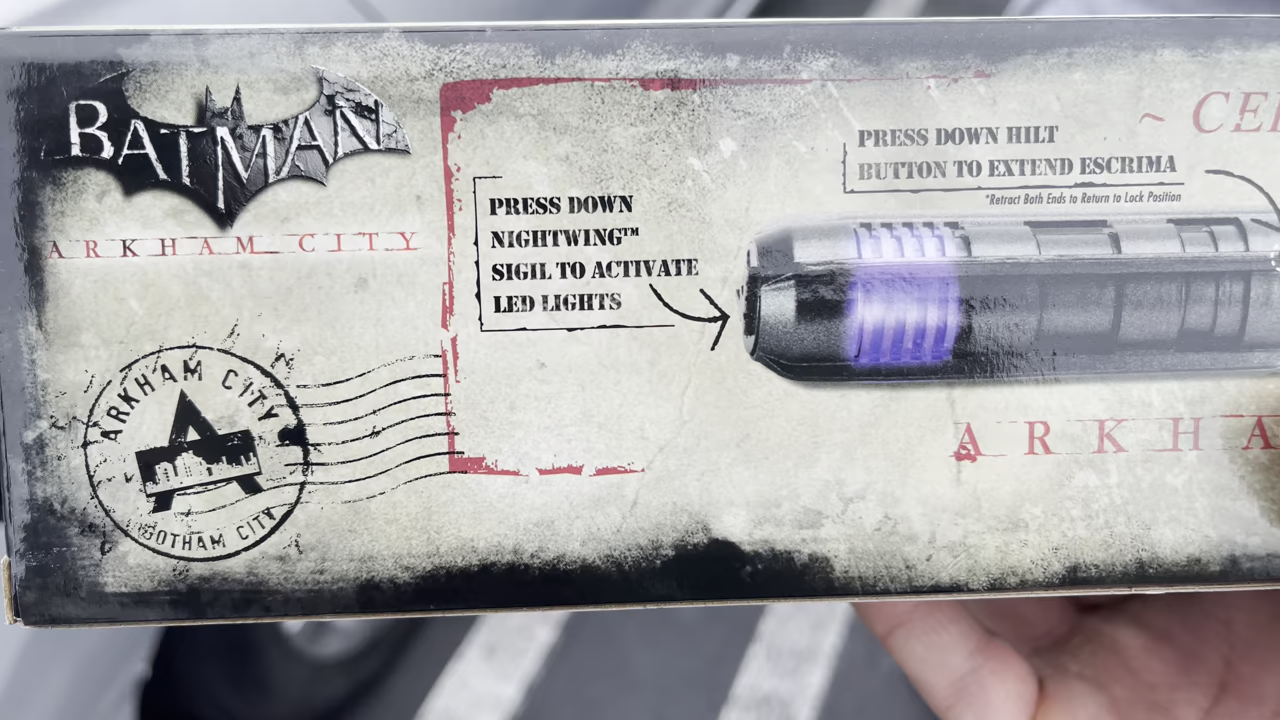 BATMAN
ARKHAM CITY
PRESS DOWN
NIGHTWING™
SIGIL TO ACTIVATE
LED LIGHTS
PRESS DOWN HILT
BUTTON TO EXTEND ESCRIMA
*Retract Both Ends to Return to Lock Position
~ CE
ARKHA
ARKHAM CITY
GOTHAM CITY